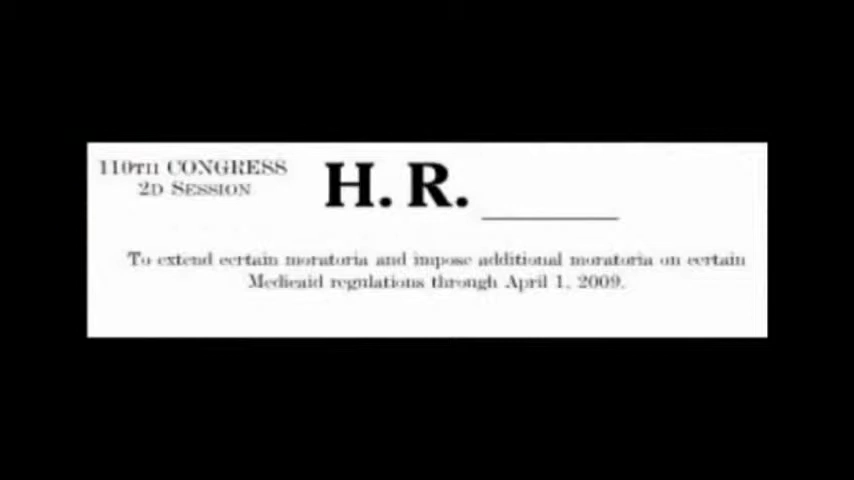 110TH CONGRESS
2D SESSION
H. R.
To extend certain moratoria and impose additional moratoria on certain
Medicaid regulations through April 1, 2009.